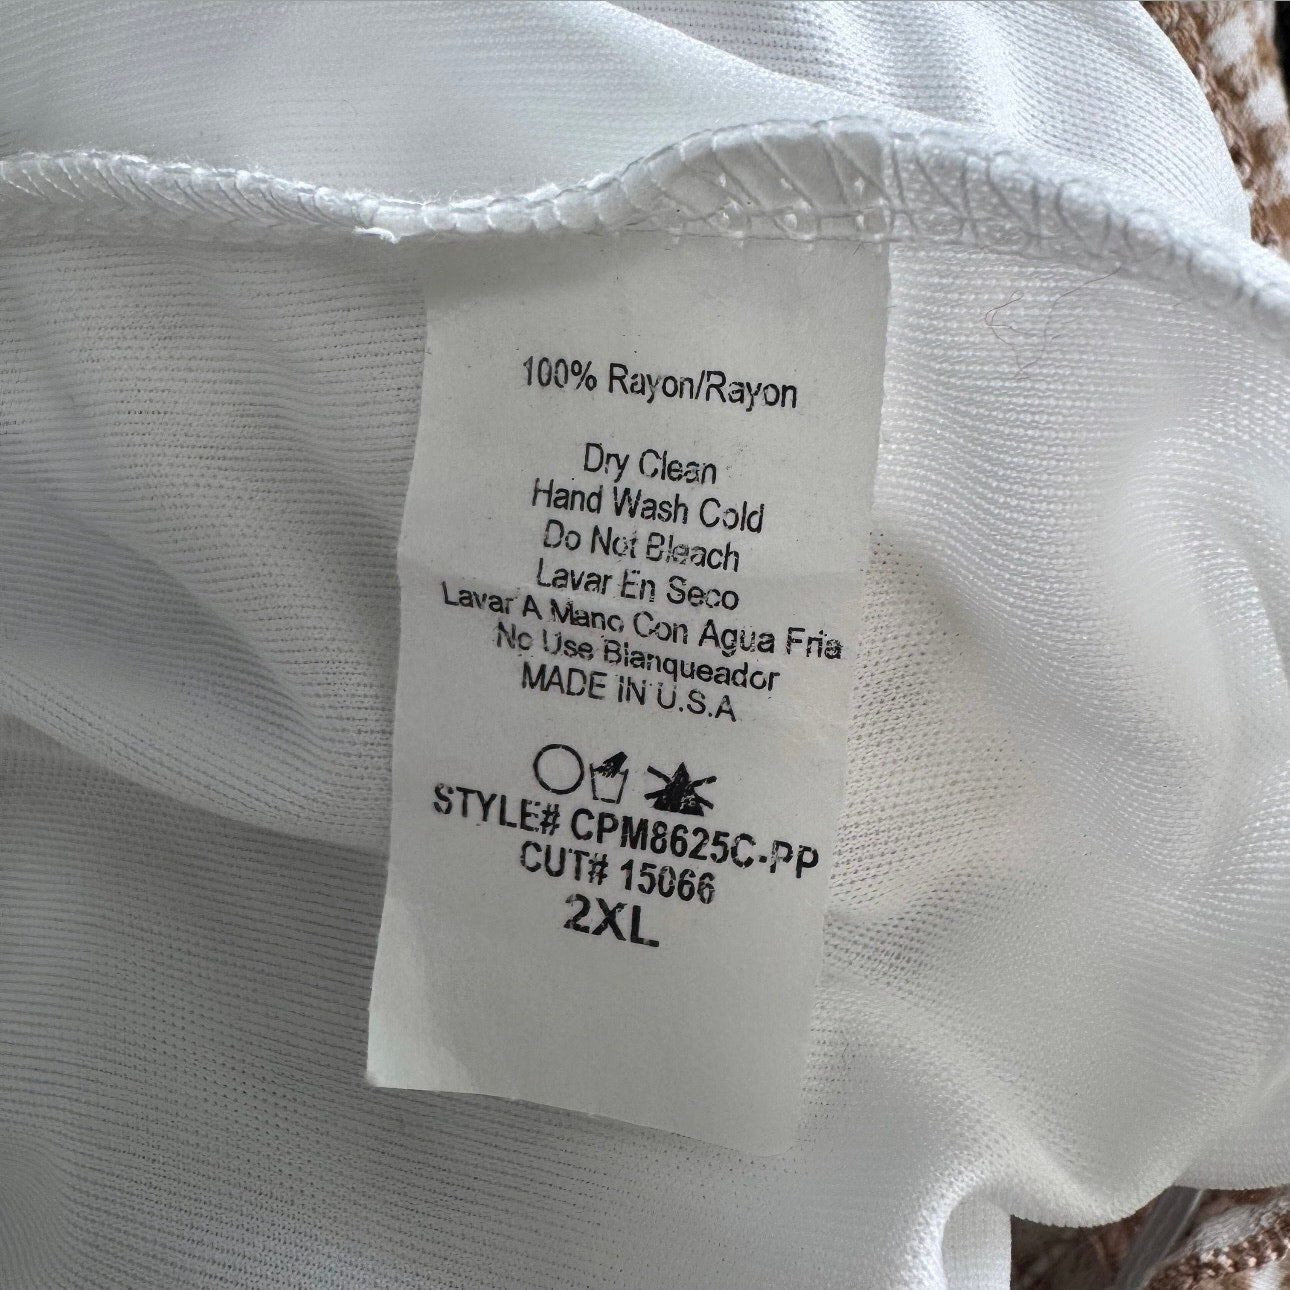 100% Rayon/Rayon
Dry Clean
Hand Wash Cold
Do Not Bleach
Lavar En Seco
Lavar A Mano Con Agua Fria
No Use Blanqueador
MADE IN U.S.A
STYLE# CPM8625C-PP
CUT# 15066
2XL